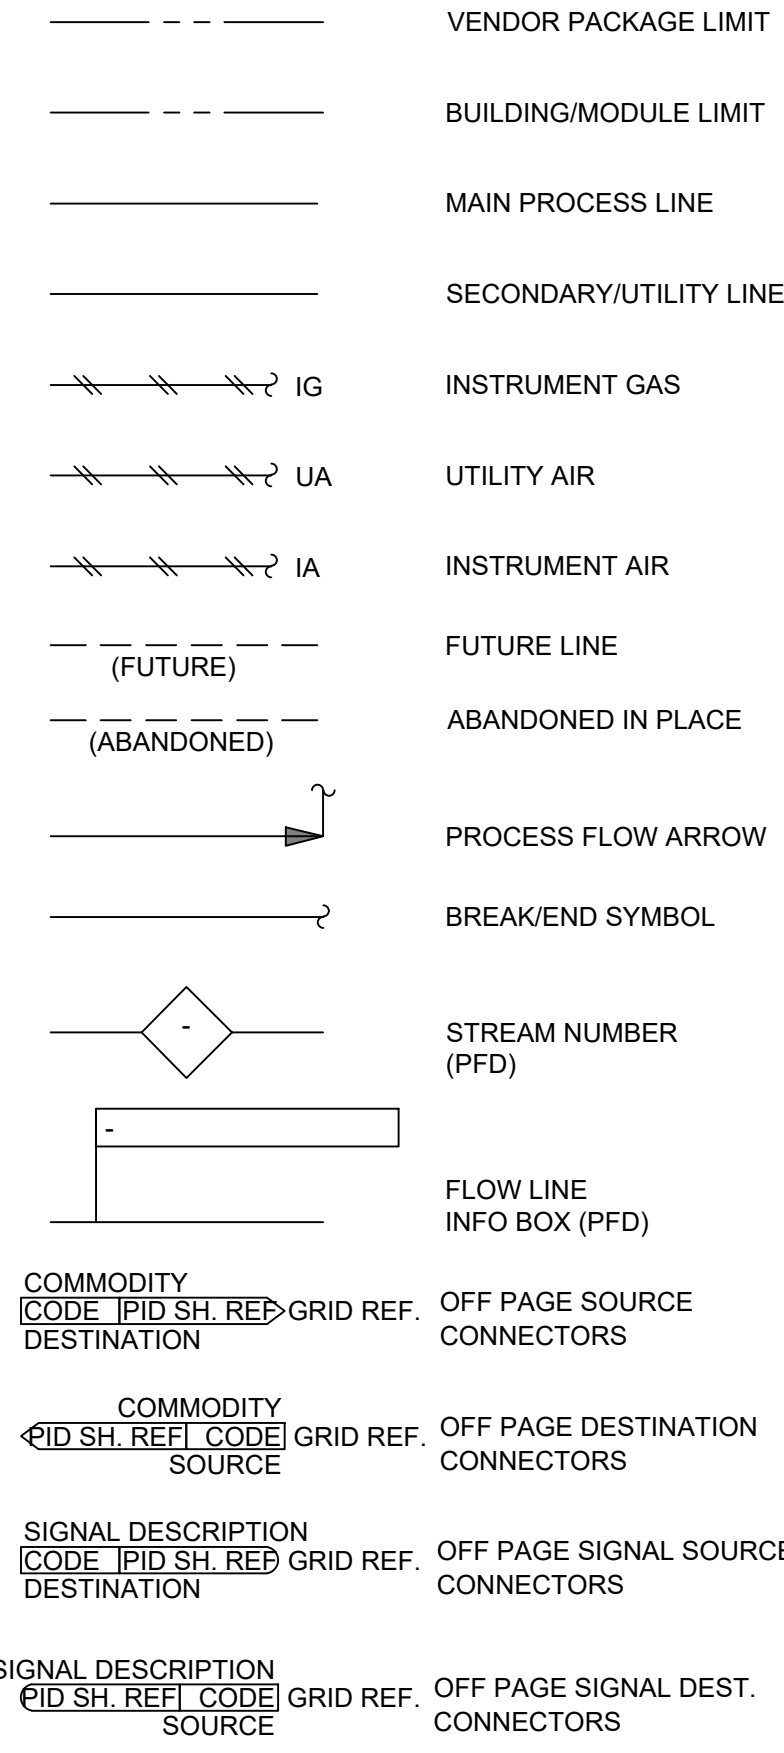 VENDOR PACKAGE LIMIT
BUILDING/MODULE LIMIT
MAIN PROCESS LINE
SECONDARY/UTILITY LINE
IG INSTRUMENT GAS
UA UTILITY AIR
IA INSTRUMENT AIR
FUTURE LINE
(FUTURE)
ABANDONED IN PLACE
(ABANDONED)
PROCESS FLOW ARROW
BREAK/END SYMBOL
-
STREAM NUMBER
(PFD)
-
FLOW LINE
INFO BOX (PFD)
COMMODITY
CODE PID SH. REF GRID REF.
DESTINATION
OFF PAGE SOURCE
CONNECTORS
COMMODITY
PID SH. REF CODE GRID REF.
SOURCE
OFF PAGE DESTINATION
CONNECTORS
SIGNAL DESCRIPTION
CODE PID SH. REF GRID REF.
DESTINATION
OFF PAGE SIGNAL SOURCE
CONNECTORS
SIGNAL DESCRIPTION
PID SH. REF CODE GRID REF.
SOURCE
OFF PAGE SIGNAL DEST.
CONNECTORS